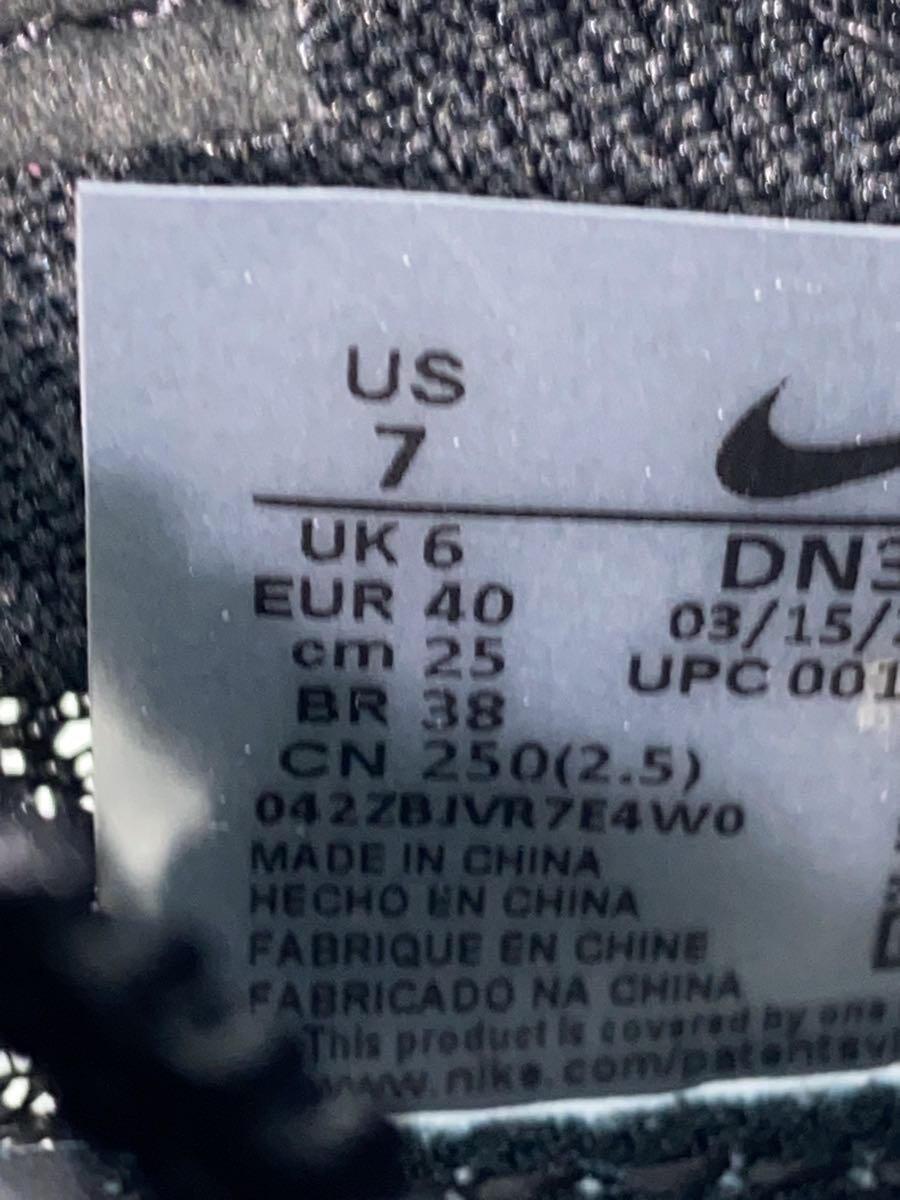 US
7
UK 6
EUR 40
cm 25
BR 38
CN 250(2.5)
042ZBJVR7E4W0
MADE IN CHINA
HECHO EN CHINA
FABRIQUE EN CHINE
FABRICADO NA CHINA
This product is covered by one
www.nike.com/patents
DN3
03/15/
UPC 001